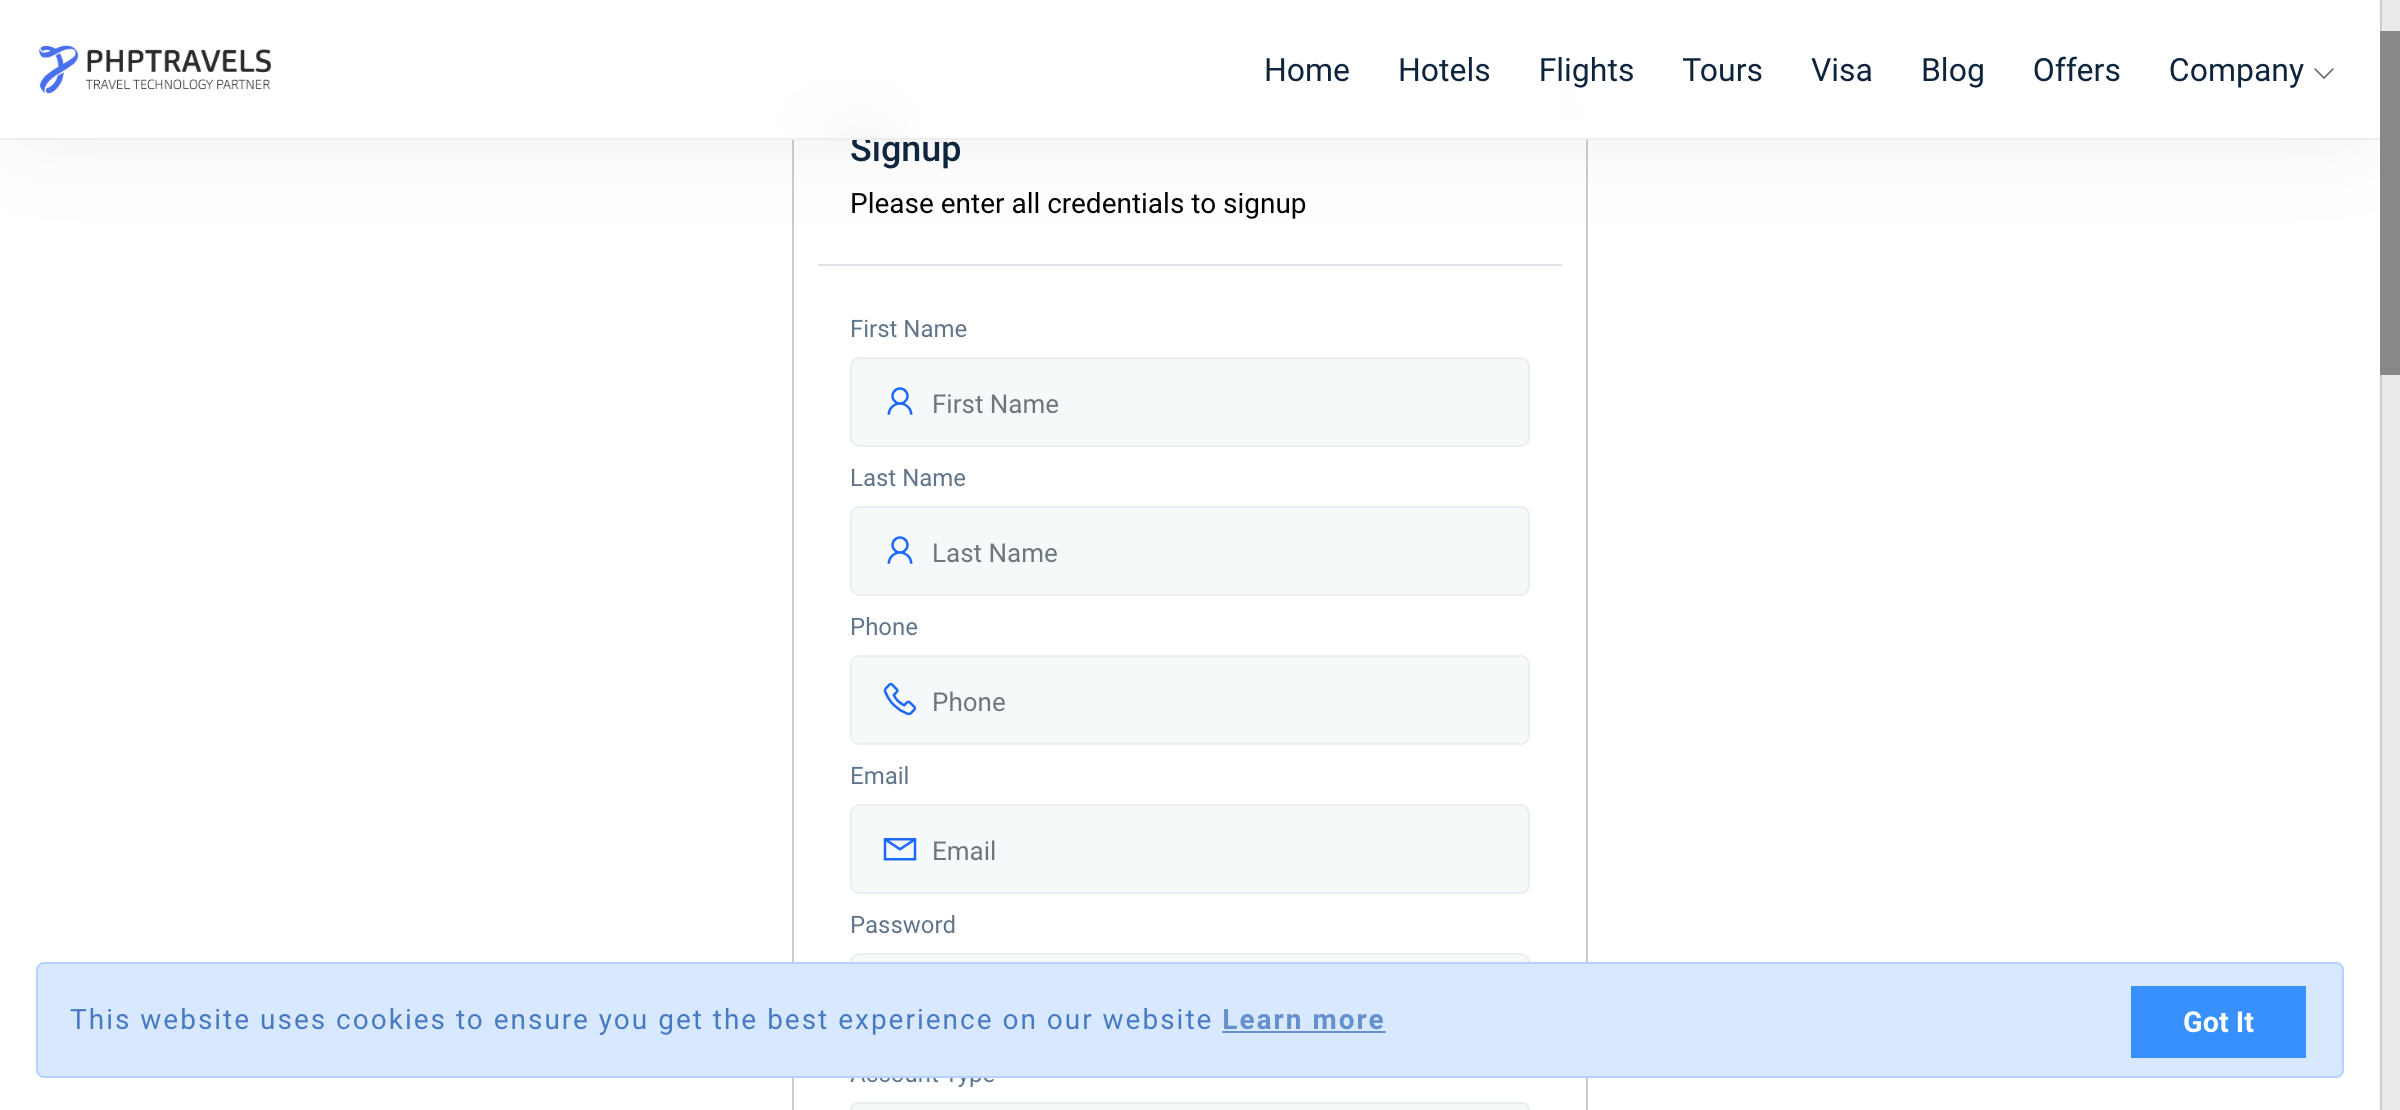 PHPTRAVELS
TRAVEL TECHNOLOGY PARTNER
Home Hotels Flights Tours Visa Blog Offers Company
Signup
Please enter all credentials to signup
First Name
First Name
Last Name
Last Name
Phone
Phone
Email
Email
Password
This website uses cookies to ensure you get the best experience on our website Learn more
Got It
Account Type